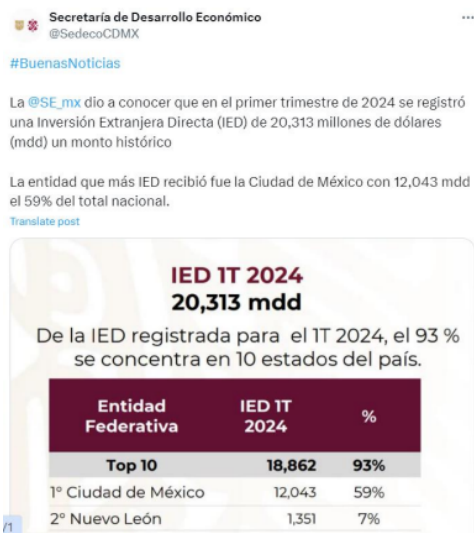 Secretaría de Desarrollo Económico
@SedecoCDMX
#BuenasNoticias
La @SE_mx dio a conocer que en el primer trimestre de 2024 se registró
una Inversión Extranjera Directa (IED) de 20,313 millones de dólares
(mdd) un monto histórico
La entidad que más IED recibió fue la Ciudad de México con 12,043 mdd
el 59% del total nacional.
Translate post
IED 1T 2024
20,313 mdd
De la IED registrada para el 1T 2024, el 93 %
se concentra en 10 estados del país.
Entidad Federativa IED 1T 2024 %
Top 10 18,862 93%
1° Ciudad de México 12,043 59%
2° Nuevo León 1,351 7%
/1